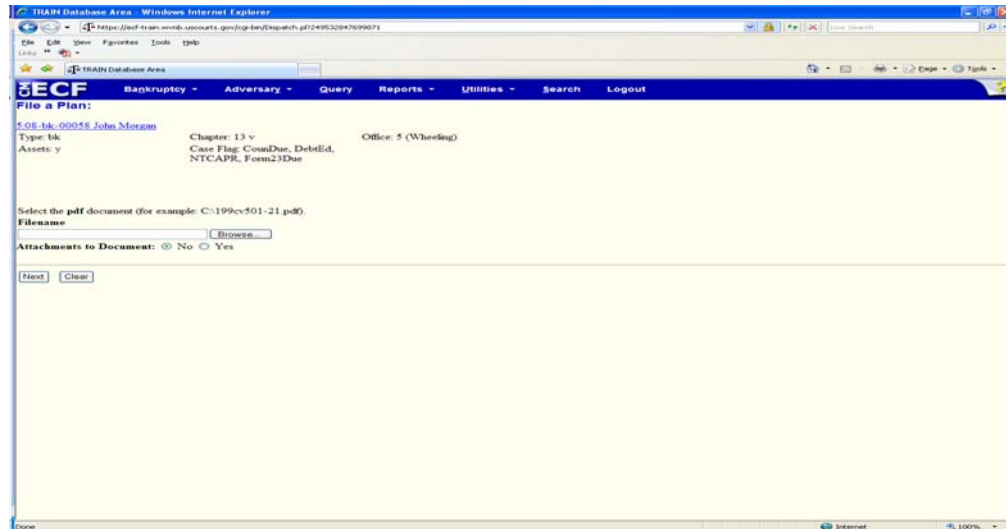 TRAIN Database Area - Windows Internet Explorer
https://ecf-train.wvnb.uscourts.gov/cgi-bin/Dispatch.pl?249532847699071
Live Search
File Edit View Favorites Tools Help
Links »
TRAIN Database Area
Page Tools
ECF Bankruptcy Adversary Query Reports Utilities Search Logout
File a Plan:
5:08-bk-00058 John Morgan
Type: bk Chapter: 13 v Office: 5 (Wheeling)
Assets: y Case Flag: CounDue, DebtEd,
NTCAPR, Form23Due
Select the pdf document (for example: C:\199cv501-21.pdf).
Filename
Browse...
Attachments to Document: No Yes
Next Clear
Done Internet 100%